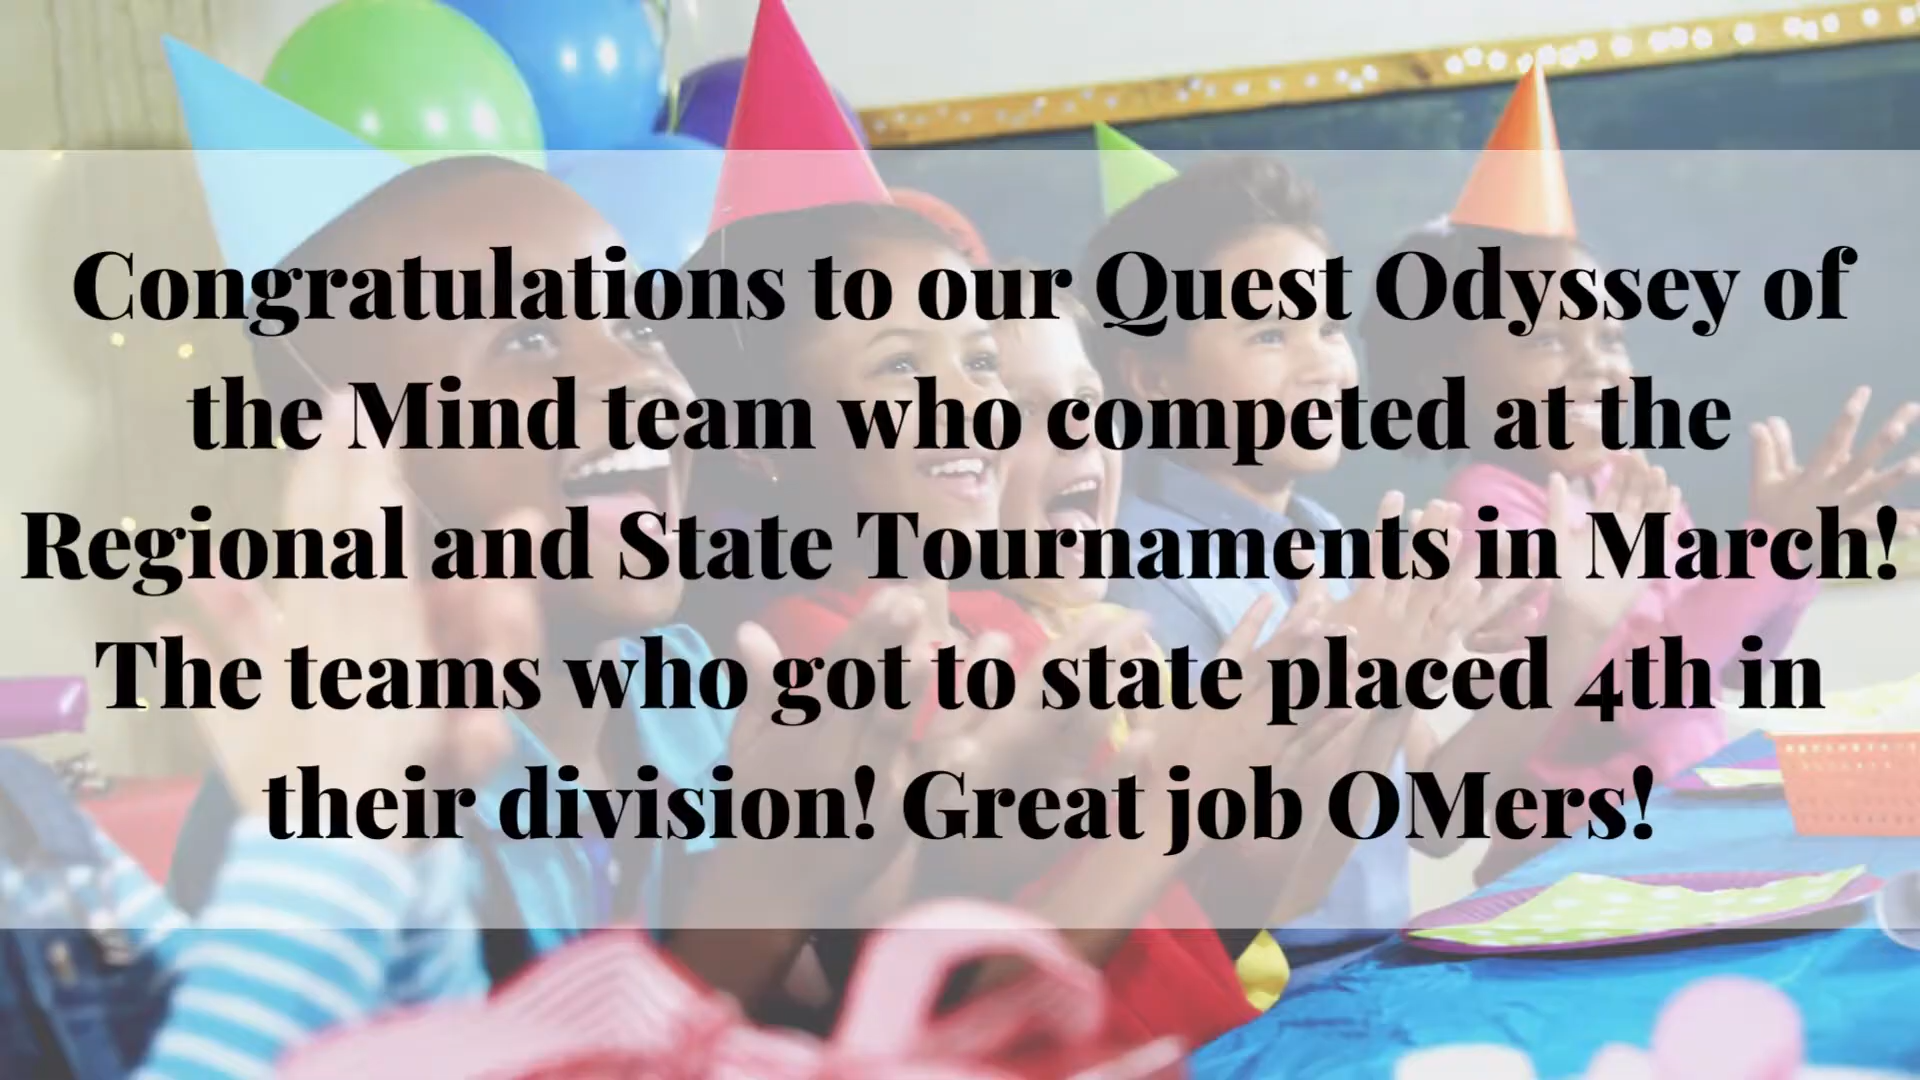 Congratulations to our Quest Odyssey of
the Mind team who competed at the
Regional and State Tournaments in March!
The teams who got to state placed 4th in
their division! Great job OMers!